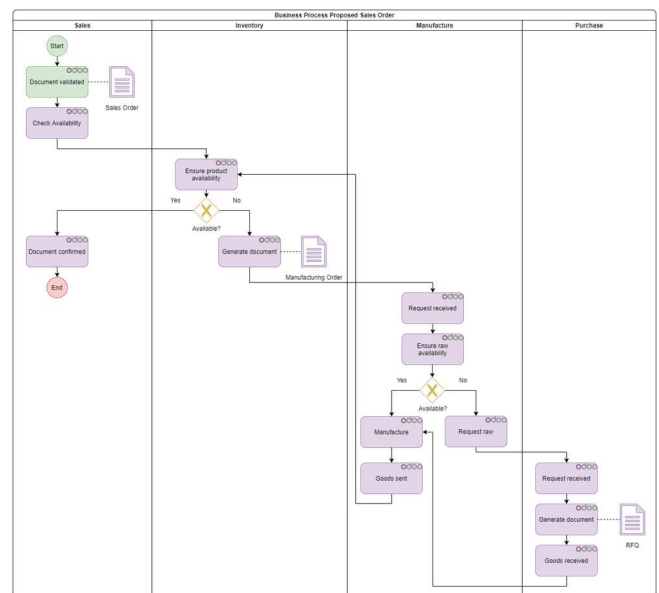 Business Process Proposed Sales Order
Sales
Inventory
Manufacture
Purchase
Start
Document validated
Sales Order
Check Availability
Ensure product
availability
Yes
No
Available?
Document confirmed
Generate document
Manufacturing Order
End
Request received
Ensure raw
availability
Yes
No
Available?
Manufacture
Request raw
Goods sent
Request received
Generate document
RFQ
Goods received